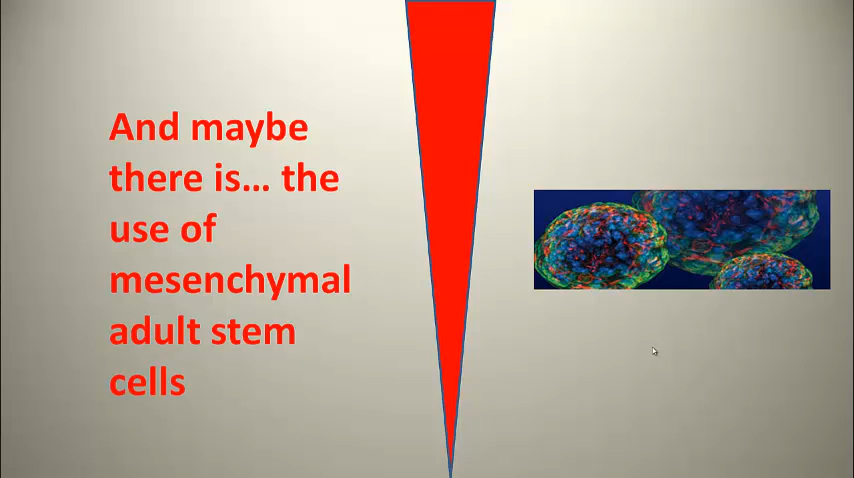 And maybe
there is... the
use of
mesenchymal
adult stem
cells